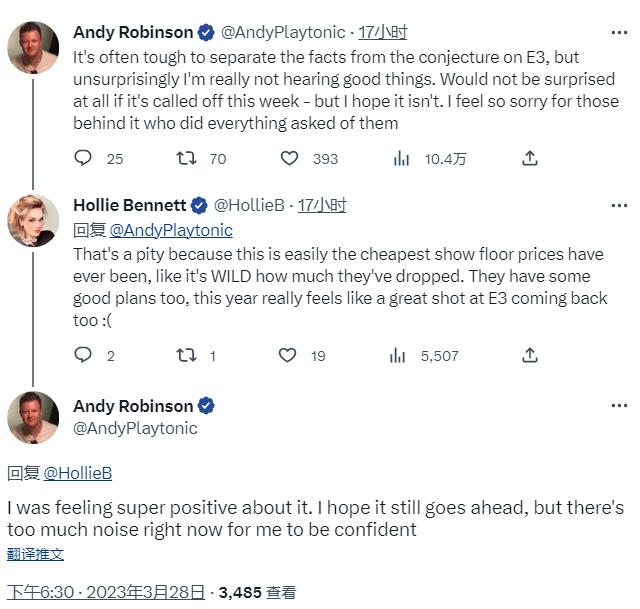 Andy Robinson @AndyPlaytonic · 17小时
It's often tough to separate the facts from the conjecture on E3, but
unsurprisingly I'm really not hearing good things. Would not be surprised
at all if it's called off this week - but I hope it isn't. I feel so sorry for those
behind it who did everything asked of them
25 70 393 10.4万
Hollie Bennett @HollieB · 17小时
回复 @AndyPlaytonic
That's a pity because this is easily the cheapest show floor prices have
ever been, like it's WILD how much they've dropped. They have some
good plans too, this year really feels like a great shot at E3 coming back
too :(
2 1 19 5,507
Andy Robinson
@AndyPlaytonic
回复 @HollieB
I was feeling super positive about it. I hope it still goes ahead, but there's
too much noise right now for me to be confident
翻译推文
下午6:30 · 2023年3月28日 · 3,485 查看